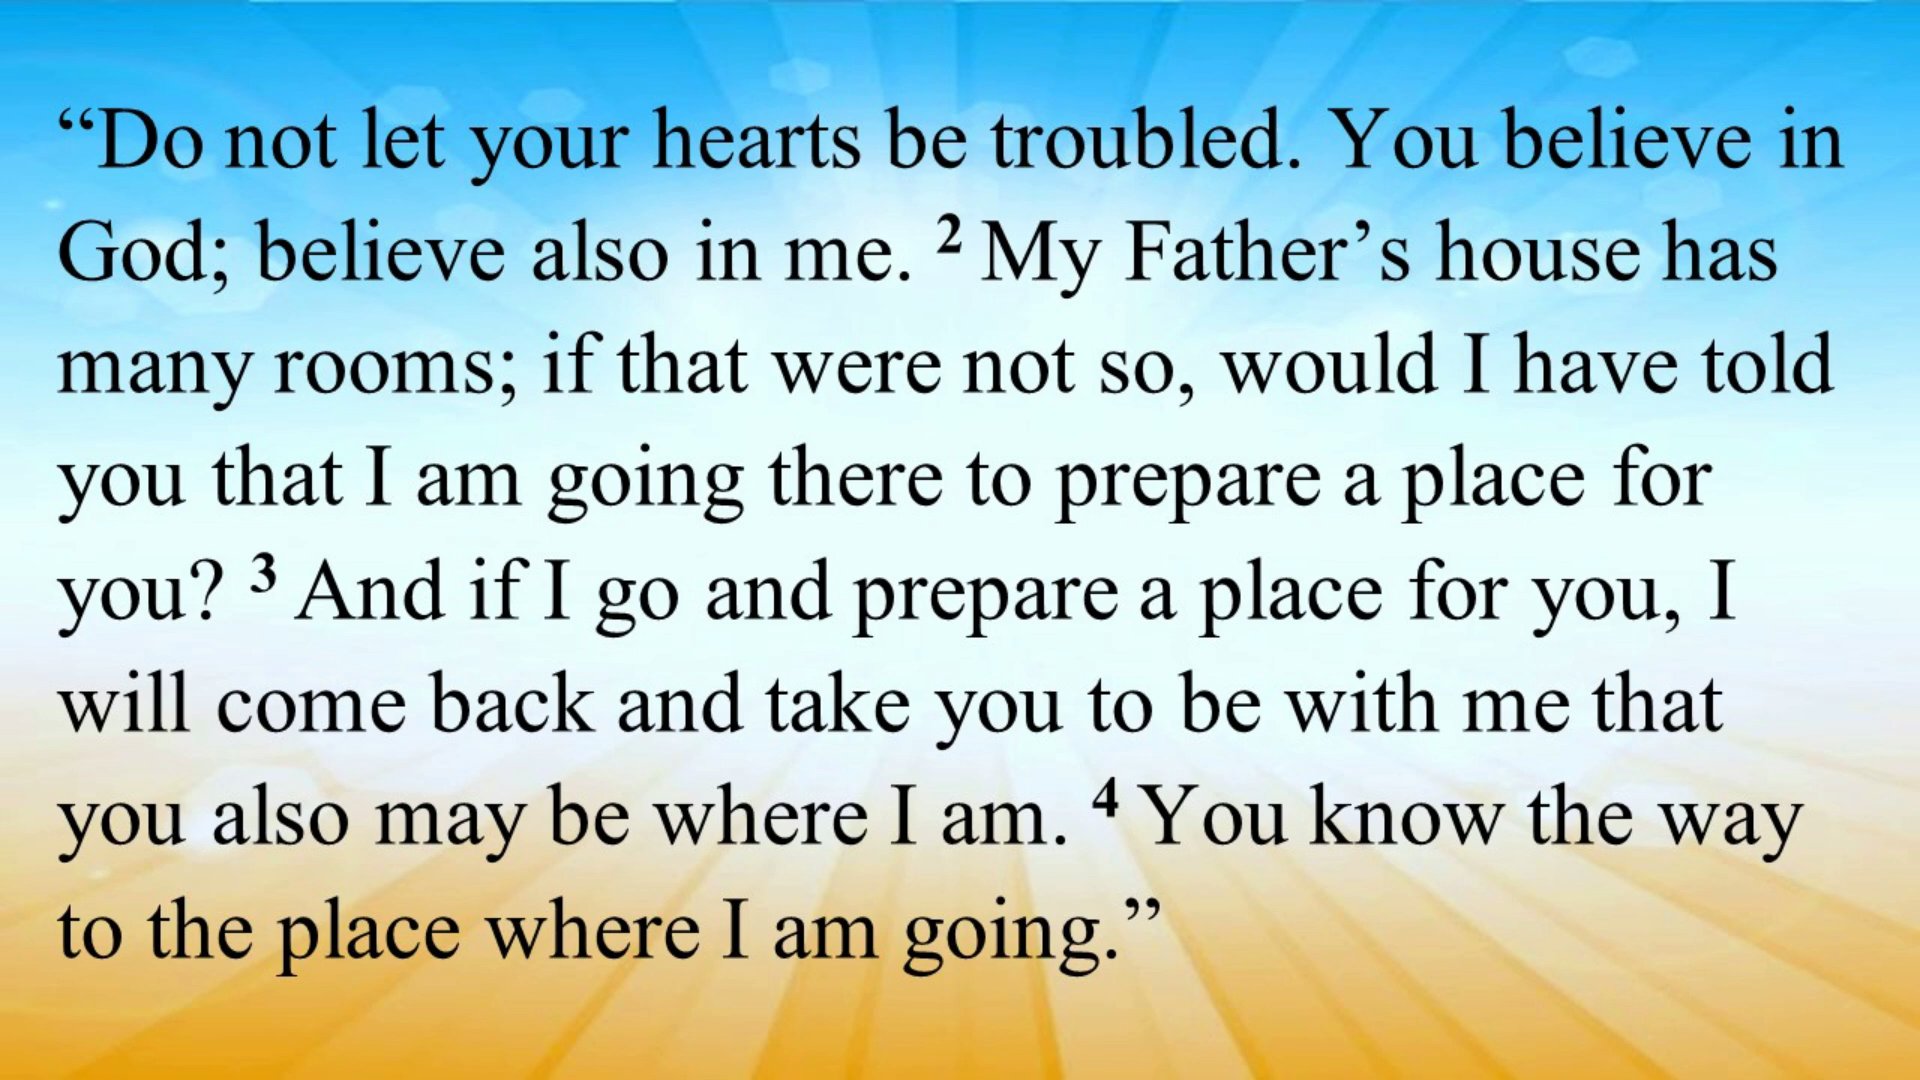 “Do not let your hearts be troubled. You believe in
God; believe also in me. ² My Father’s house has
many rooms; if that were not so, would I have told
you that I am going there to prepare a place for
you? ³ And if I go and prepare a place for you, I
will come back and take you to be with me that
you also may be where I am. ⁴ You know the way
to the place where I am going.”